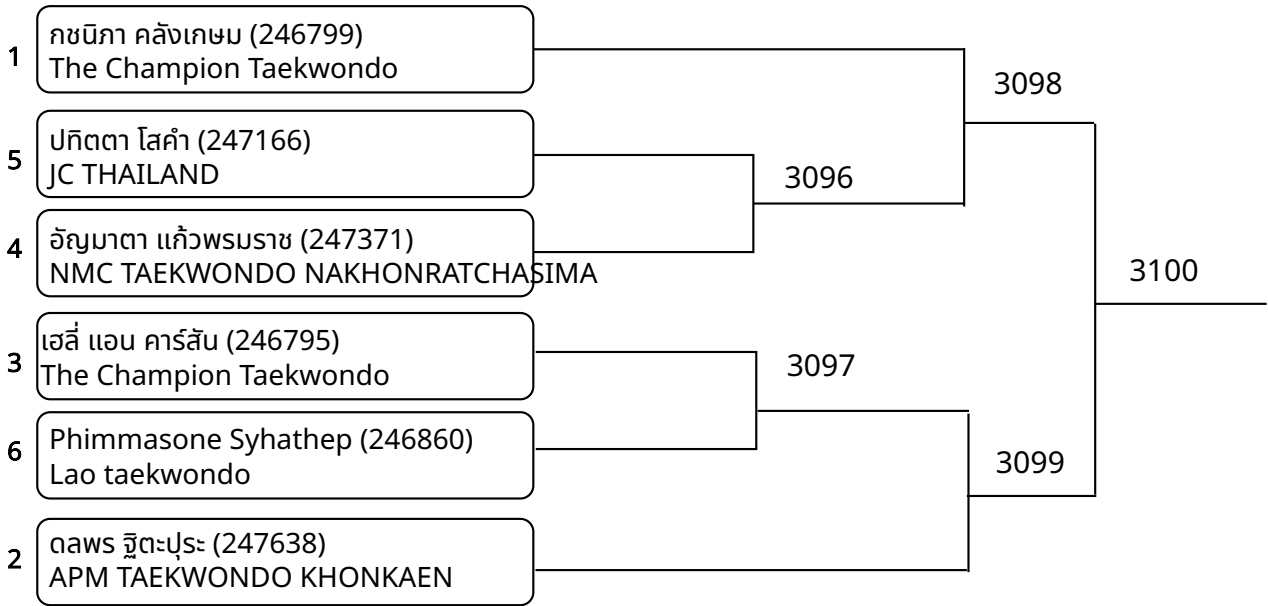 1
กชนิภา คลังเกษม (246799)
The Champion Taekwondo
3098
5
ปทิตตา โสคำ (247166)
JC THAILAND
3096
4
อัญมาตา แก้วพรมราช (247371)
NMC TAEKWONDO NAKHONRATCHASIMA
3100
3
เฮลี่ แอน คาร์สัน (246795)
The Champion Taekwondo
3097
6
Phimmasone Syhathep (246860)
Lao taekwondo
3099
2
ดลพร ฐิตะปุระ (247638)
APM TAEKWONDO KHONKAEN